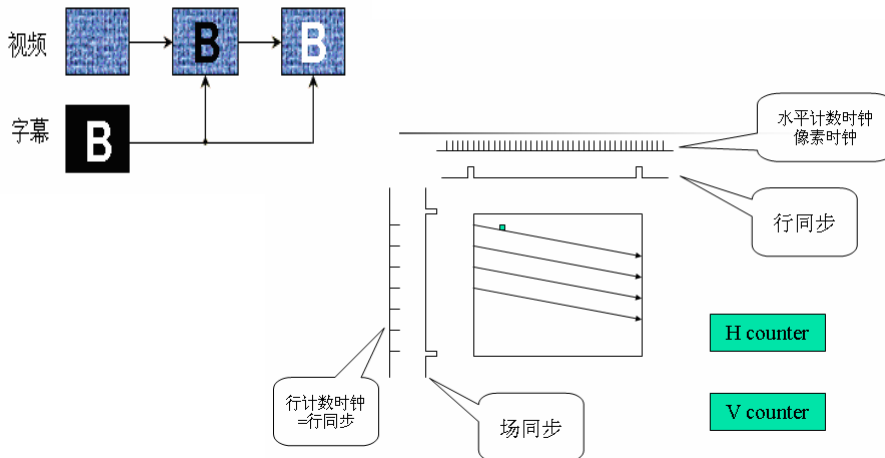 视频
B
B
字幕
B
水平计数时钟
像素时钟
行同步
H counter
行计数时钟
=行同步
场同步
V counter